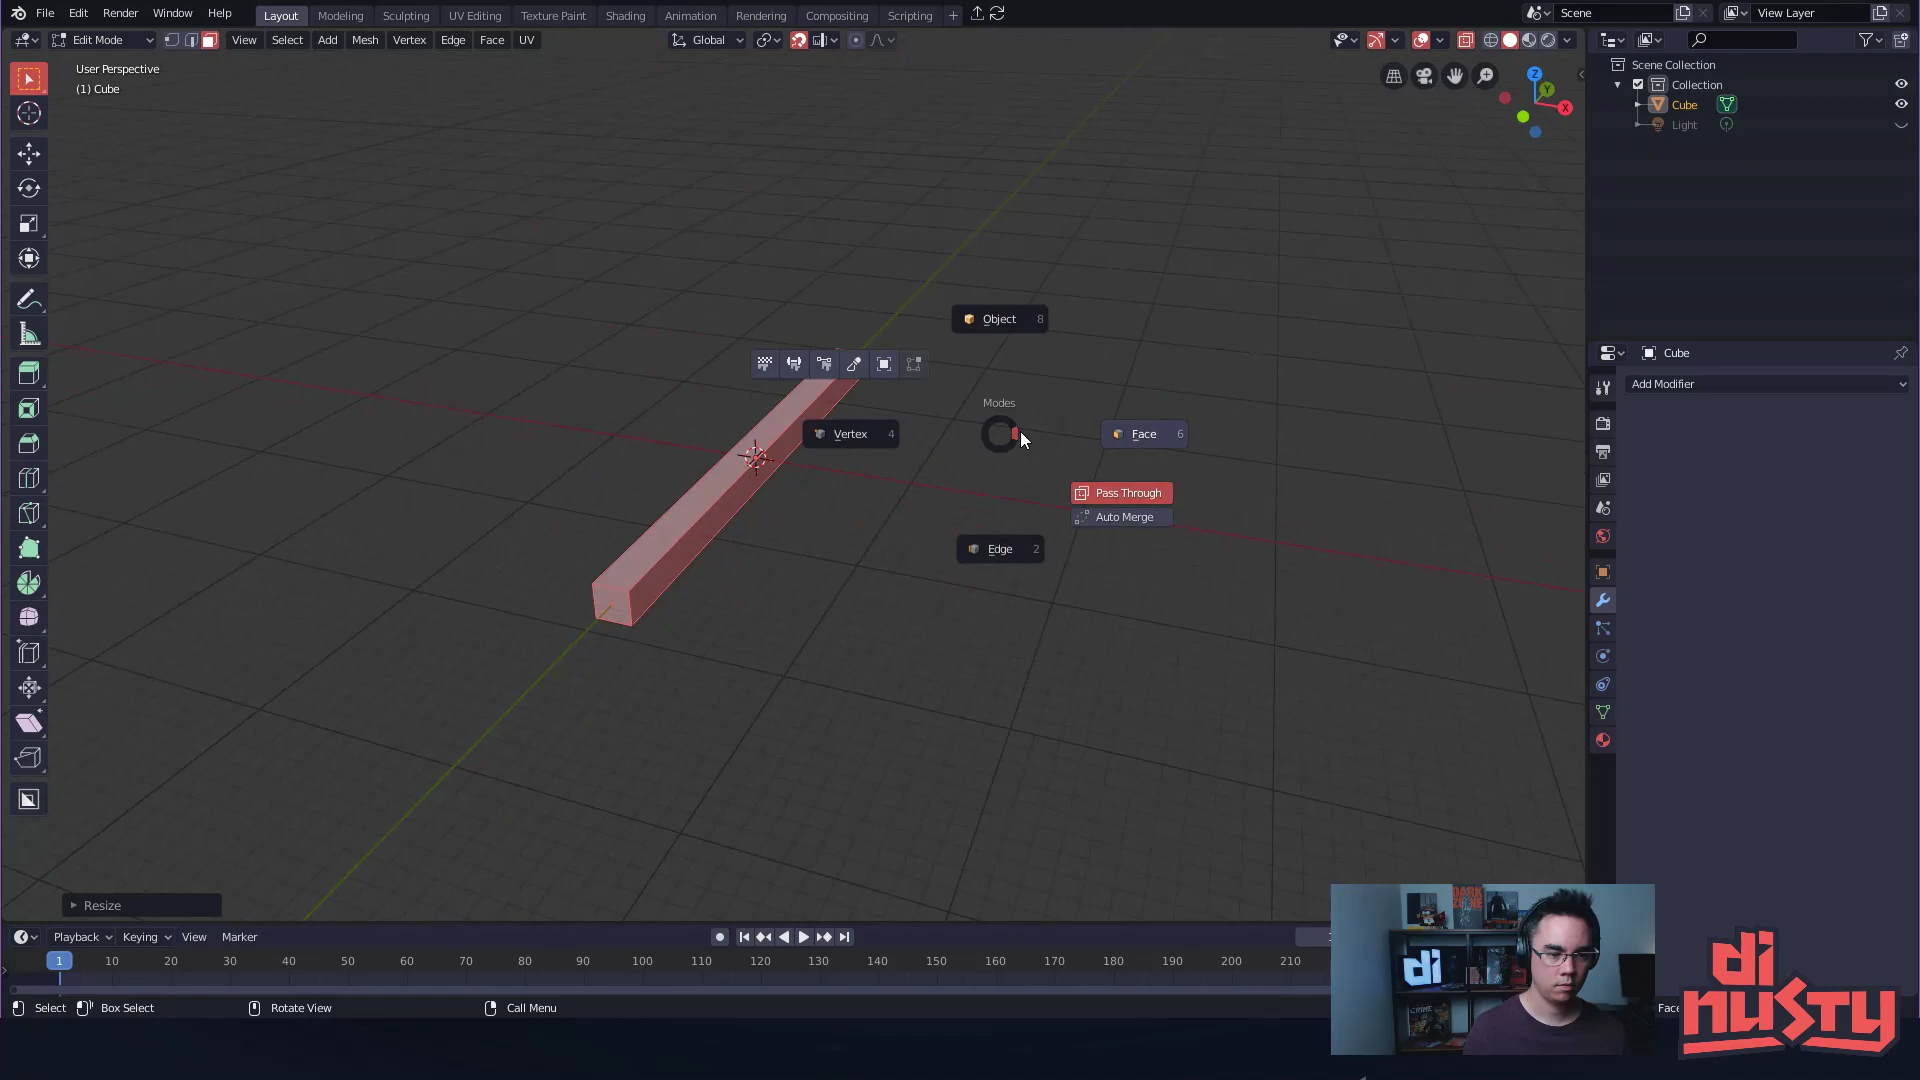 File Edit Render Window Help Layout Modeling Sculpting UV Editing Texture Paint Shading Animation Rendering Compositing Scripting + Scene View Layer
Edit Mode View Select Add Mesh Vertex Edge Face UV Global
User Perspective
(1) Cube
Z
Y
X
Scene Collection
Collection
Cube
Light
Object 8
Cube
Add Modifier
Modes
Vertex 4
Face 6
Pass Through
Auto Merge
Edge 2
Resize
Playback Keying View Marker
1 10 20 30 40 50 60 70 80 90 100 110 120 130 140 150 160 170 180 190 200 210
Select Box Select Rotate View Call Menu
DARK
ZONE
di
CRIME
di
nusty